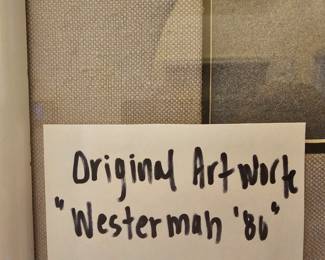 Original Artwork
"Westerman '86"